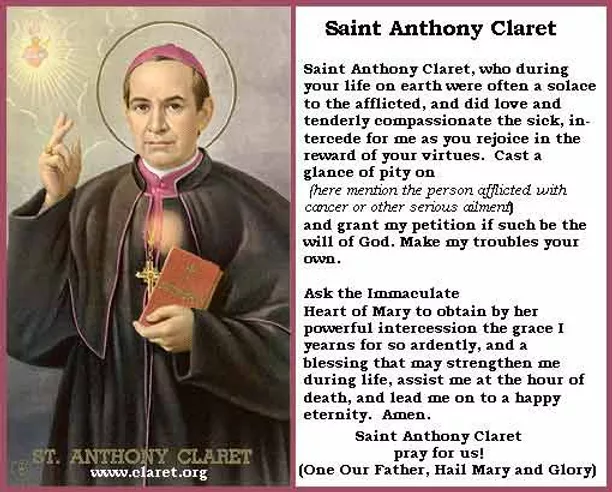 Saint Anthony Claret
Saint Anthony Claret, who during
your life on earth were often a solace
to the afflicted, and did love and
tenderly compassionate the sick, in-
tercede for me as you rejoice in the
reward of your virtues. Cast a
glance of pity on
(here mention the person afflicted with
cancer or other serious ailment)
and grant my petition if such be the
will of God. Make my troubles your
own.
Ask the Immaculate
Heart of Mary to obtain by her
powerful intercession the grace I
yearns for so ardently, and a
blessing that may strengthen me
during life, assist me at the hour of
death, and lead me on to a happy
eternity. Amen.
Saint Anthony Claret
pray for us!
(One Our Father, Hail Mary and Glory)
ST. ANTHONY CLARET
www.claret.org